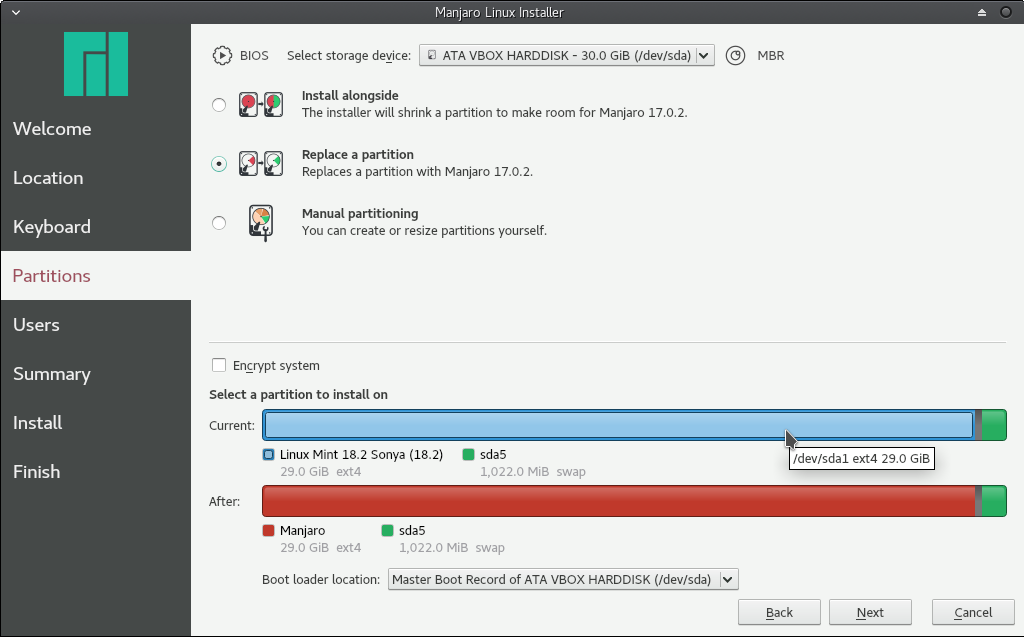 Manjaro Linux Installer
BIOS Select storage device: ATA VBOX HARDDISK - 30.0 GiB (/dev/sda) MBR
Welcome
Location
Keyboard
Partitions
Users
Summary
Install
Finish
Install alongside
The installer will shrink a partition to make room for Manjaro 17.0.2.
Replace a partition
Replaces a partition with Manjaro 17.0.2.
Manual partitioning
You can create or resize partitions yourself.
Encrypt system
Select a partition to install on
Current:
Linux Mint 18.2 Sonya (18.2) sda5
29.0 GiB ext4 1,022.0 MiB swap
/dev/sda1 ext4 29.0 GiB
After:
Manjaro sda5
29.0 GiB ext4 1,022.0 MiB swap
Boot loader location: Master Boot Record of ATA VBOX HARDDISK (/dev/sda)
Back Next Cancel